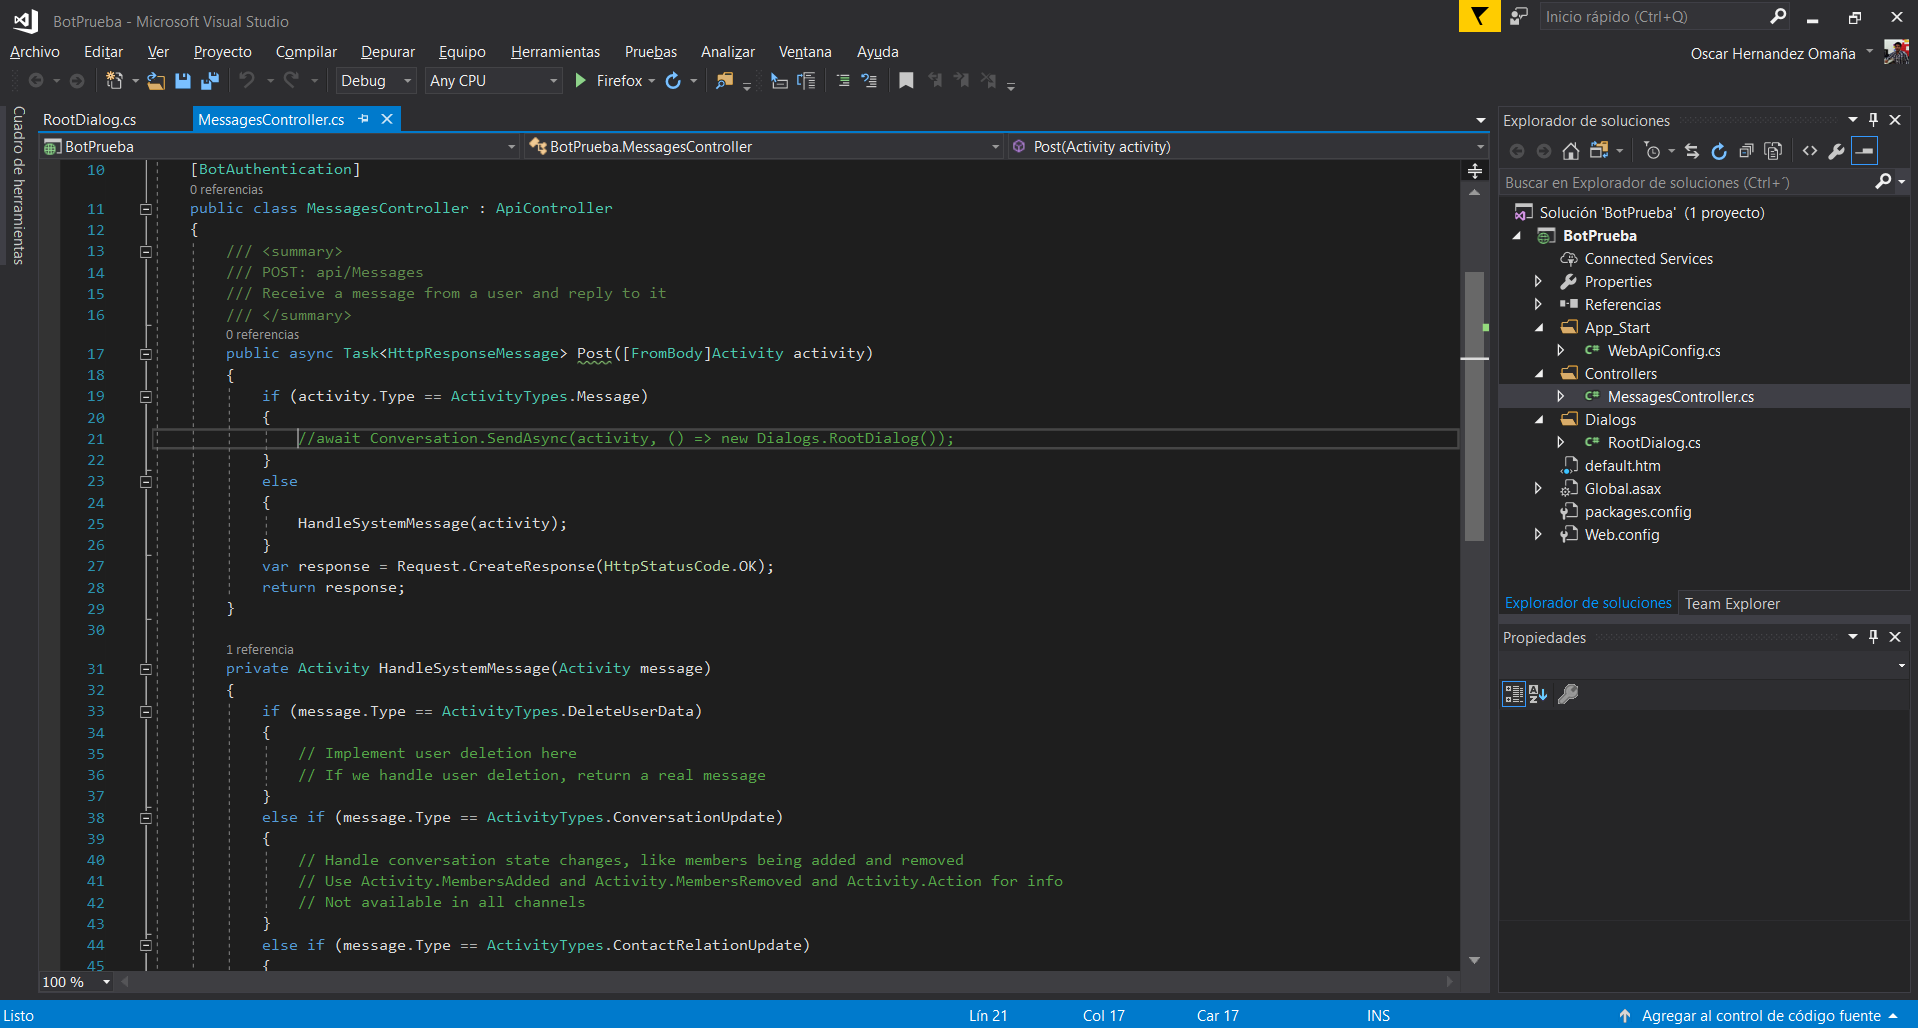 BotPrueba - Microsoft Visual Studio
Inicio rápido (Ctrl+Q)
Archivo Editar Ver Proyecto Compilar Depurar Equipo Herramientas Pruebas Analizar Ventana Ayuda
Oscar Hernandez Omaña
Debug Any CPU Firefox
Cuadro de herramientas
RootDialog.cs MessagesController.cs
BotPrueba BotPrueba.MessagesController Post(Activity activity)
10 [BotAuthentication]
0 referencias
11 public class MessagesController : ApiController
12 {
13 /// <summary>
14 /// POST: api/Messages
15 /// Receive a message from a user and reply to it
16 /// </summary>
0 referencias
17 public async Task<HttpResponseMessage> Post([FromBody]Activity activity)
18 {
19 if (activity.Type == ActivityTypes.Message)
20 {
21 //await Conversation.SendAsync(activity, () => new Dialogs.RootDialog());
22 }
23 else
24 {
25 HandleSystemMessage(activity);
26 }
27 var response = Request.CreateResponse(HttpStatusCode.OK);
28 return response;
29 }
30
1 referencia
31 private Activity HandleSystemMessage(Activity message)
32 {
33 if (message.Type == ActivityTypes.DeleteUserData)
34 {
35 // Implement user deletion here
36 // If we handle user deletion, return a real message
37 }
38 else if (message.Type == ActivityTypes.ConversationUpdate)
39 {
40 // Handle conversation state changes, like members being added and removed
41 // Use Activity.MembersAdded and Activity.MembersRemoved and Activity.Action for info
42 // Not available in all channels
43 }
44 else if (message.Type == ActivityTypes.ContactRelationUpdate)
45 {
100 %
Explorador de soluciones
Buscar en Explorador de soluciones (Ctrl+´)
Solución 'BotPrueba' (1 proyecto)
BotPrueba
Connected Services
Properties
Referencias
App_Start
C# WebApiConfig.cs
Controllers
C# MessagesController.cs
Dialogs
C# RootDialog.cs
default.htm
Global.asax
packages.config
Web.config
Explorador de soluciones Team Explorer
Propiedades
Listo Lín 21 Col 17 Car 17 INS Agregar al control de código fuente